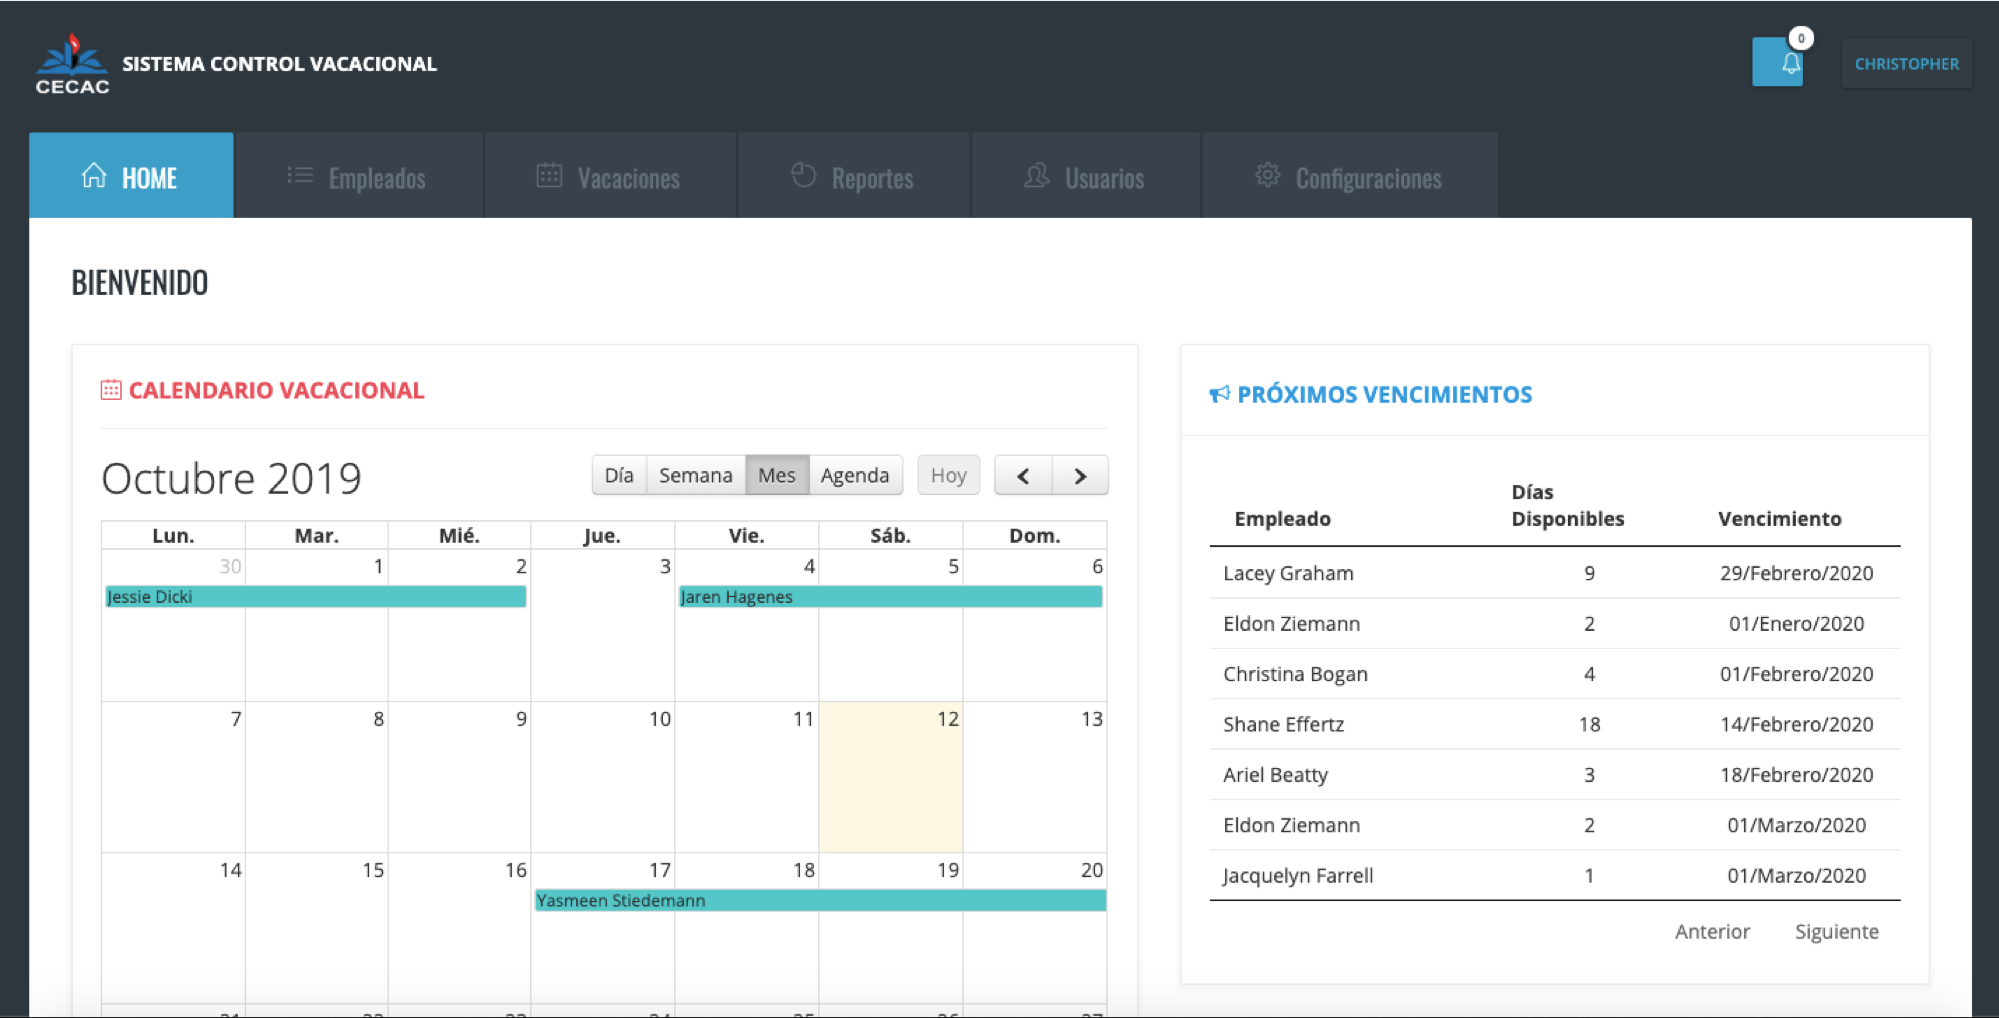 CECAC
SISTEMA CONTROL VACACIONAL
0
CHRISTOPHER
HOME
Empleados
Vacaciones
Reportes
Usuarios
Configuraciones
BIENVENIDO
CALENDARIO VACACIONAL
Octubre 2019
Día Semana Mes Agenda Hoy
Lun. Mar. Mié. Jue. Vie. Sáb. Dom.
30 1 2 3 4 5 6
Jessie Dicki Jaren Hagenes
7 8 9 10 11 12 13
14 15 16 17 18 19 20
Yasmeen Stiedemann
PRÓXIMOS VENCIMIENTOS
Empleado Días Disponibles Vencimiento
Lacey Graham 9 29/Febrero/2020
Eldon Ziemann 2 01/Enero/2020
Christina Bogan 4 01/Febrero/2020
Shane Effertz 18 14/Febrero/2020
Ariel Beatty 3 18/Febrero/2020
Eldon Ziemann 2 01/Marzo/2020
Jacquelyn Farrell 1 01/Marzo/2020
Anterior Siguiente